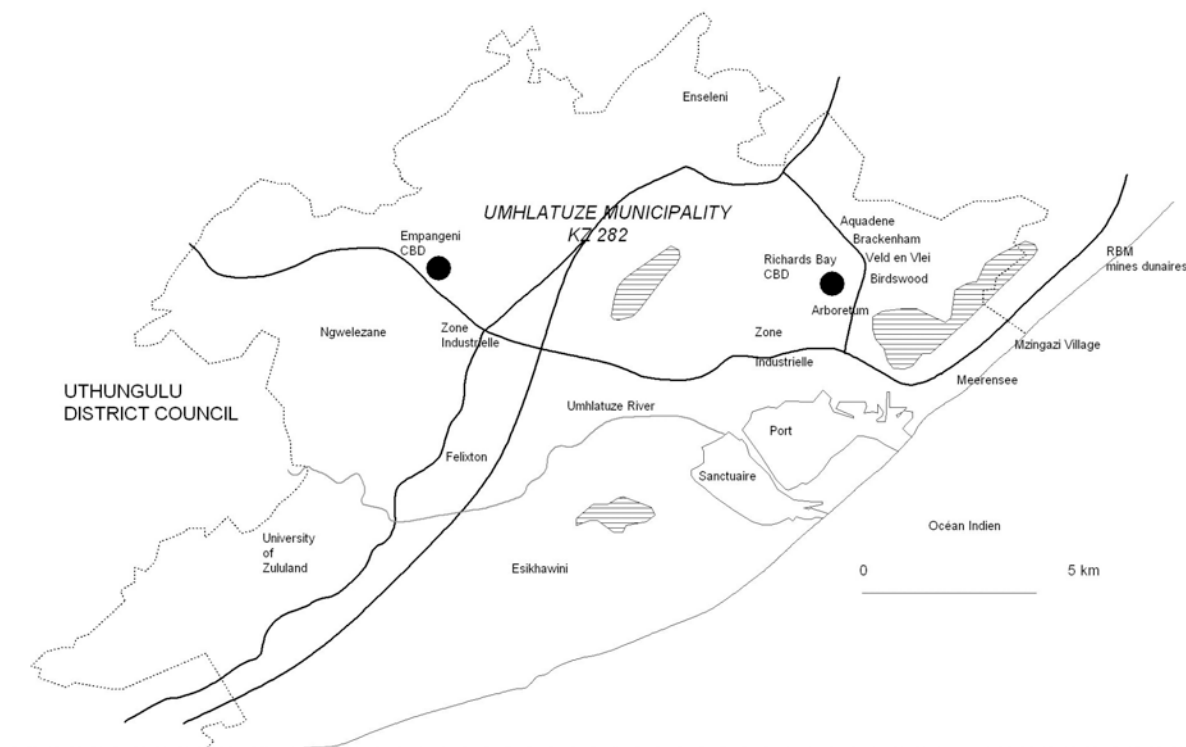 Enseleni
UMHLATUZE MUNICIPALITY
KZ 282
Aquadene
Brackenham
Veld en Vlei
Birdswood
Empangeni
CBD
Richards Bay
CBD
RBM
mines dunaires
Arboretum
Ngwelezane
Zone
Industrielle
Zone
Industrielle
Mzingazi Village
Meerensee
UTHUNGULU
DISTRICT COUNCIL
Umhlatuze River
Port
Felixton
Sanctuaire
University
of
Zululand
Esikhawini
Océan Indien
0
5 km